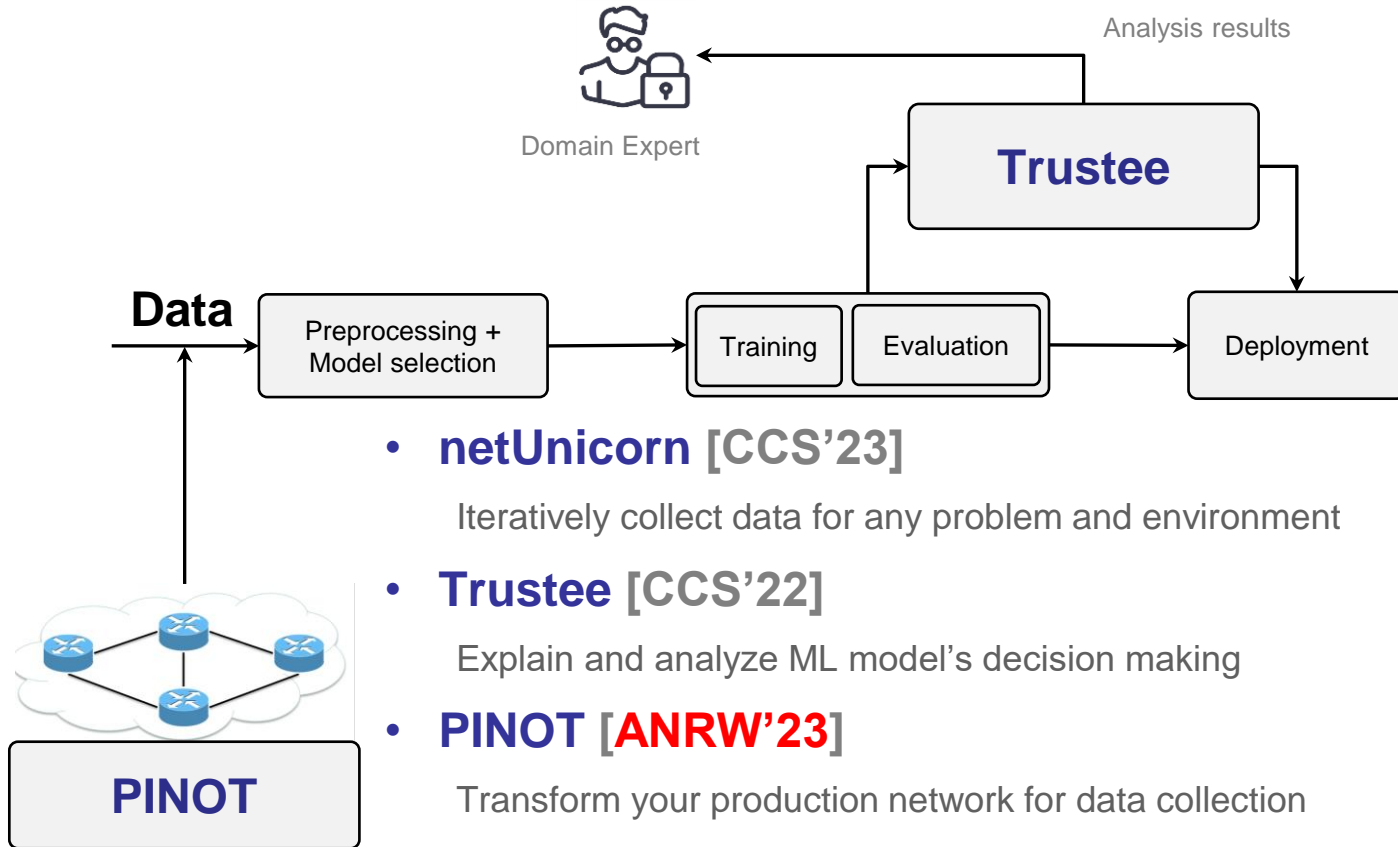 Analysis results
Domain Expert
Trustee
Data
Preprocessing +
Model selection
Training
Evaluation
Deployment
• netUnicorn [CCS’23]
Iteratively collect data for any problem and environment
• Trustee [CCS’22]
Explain and analyze ML model’s decision making
• PINOT [ANRW’23]
Transform your production network for data collection
PINOT